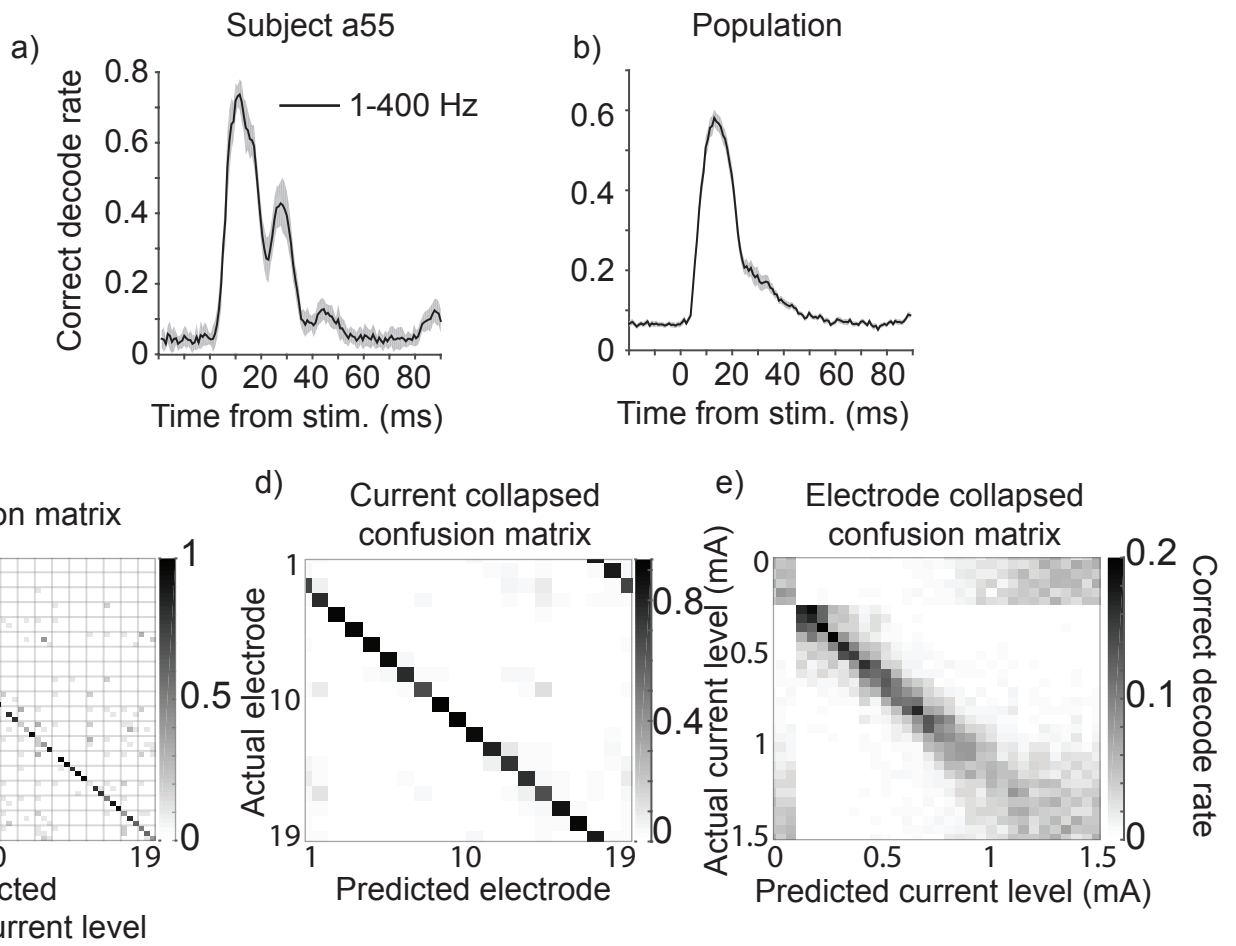 a)
Subject a55
Correct decode rate
0.8
0.6
0.4
0.2
0
1-400 Hz
0 20 40 60 80
Time from stim. (ms)
b)
Population
0.6
0.4
0.2
0
0 20 40 60 80
Time from stim. (ms)
on matrix
1
0.5
0
0 19
cted
urrent level
d)
Current collapsed
confusion matrix
Actual electrode
1
10
19
1 10 19
Predicted electrode
0.8
0.4
0
e)
Electrode collapsed
confusion matrix
Actual current level (mA)
0
0.5
1
1.5
0 0.5 1 1.5
Predicted current level (mA)
0.2
0.1
0
Correct decode rate